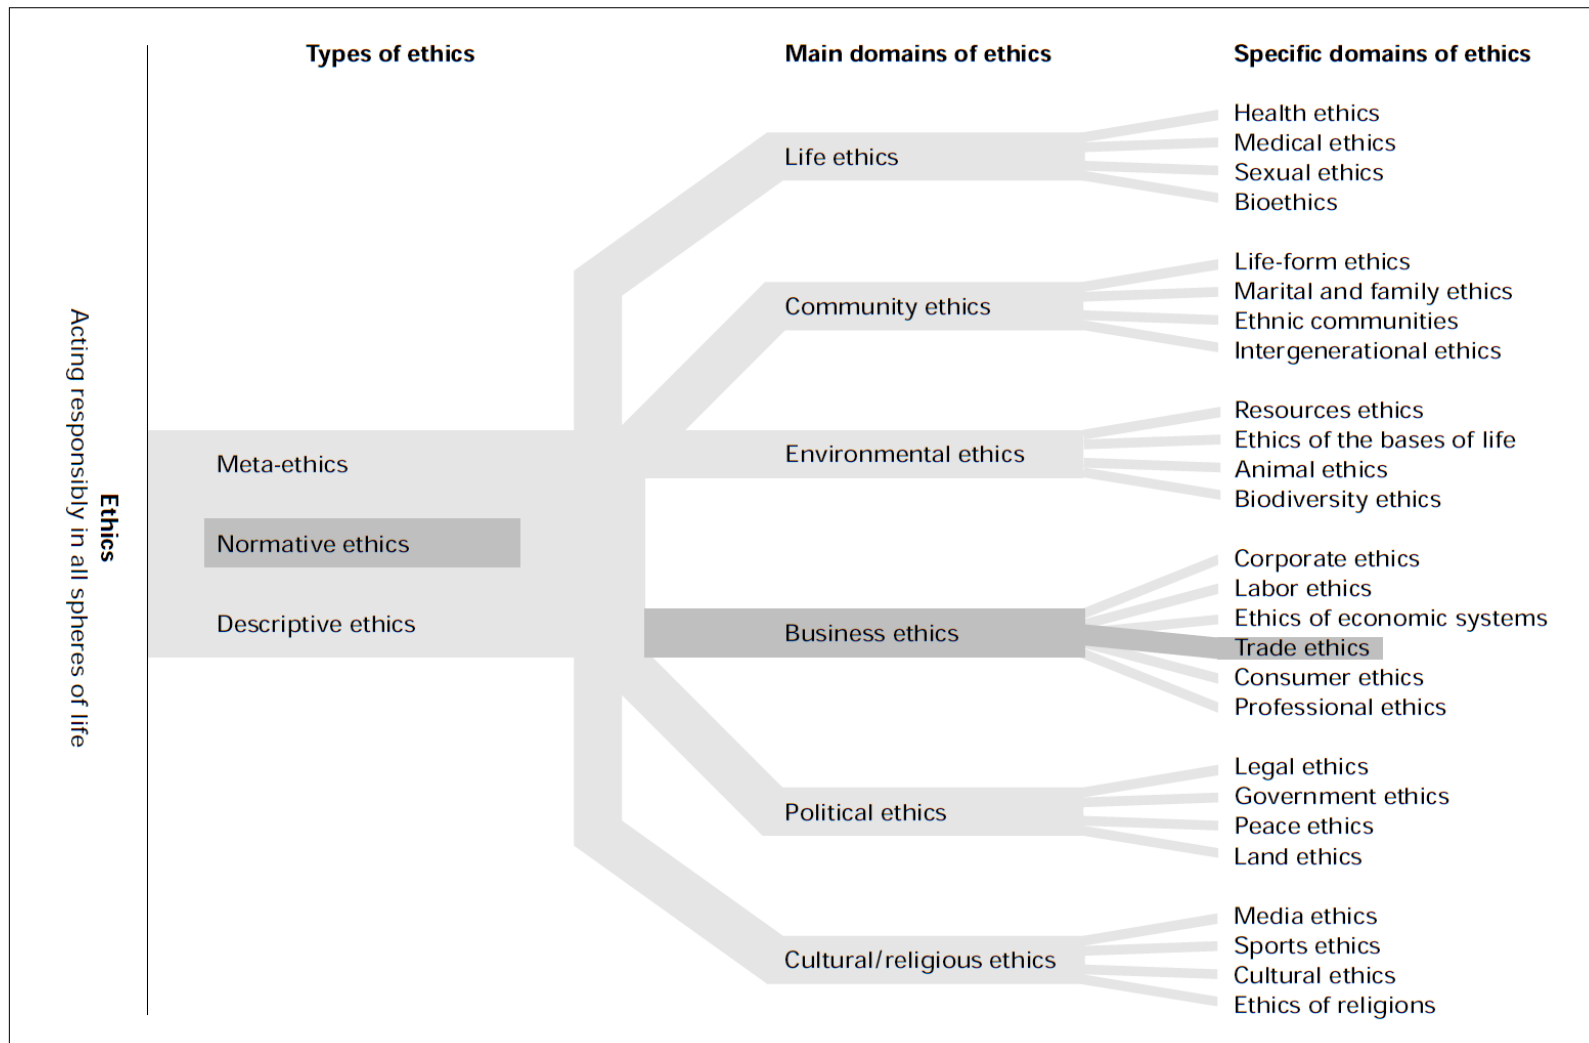 Types of ethics
Main domains of ethics
Specific domains of ethics
Ethics
Acting responsibly in all spheres of life
Meta-ethics
Normative ethics
Descriptive ethics
Life ethics
Health ethics
Medical ethics
Sexual ethics
Bioethics
Community ethics
Life-form ethics
Marital and family ethics
Ethnic communities
Intergenerational ethics
Environmental ethics
Resources ethics
Ethics of the bases of life
Animal ethics
Biodiversity ethics
Business ethics
Corporate ethics
Labor ethics
Ethics of economic systems
Trade ethics
Consumer ethics
Professional ethics
Political ethics
Legal ethics
Government ethics
Peace ethics
Land ethics
Cultural/religious ethics
Media ethics
Sports ethics
Cultural ethics
Ethics of religions